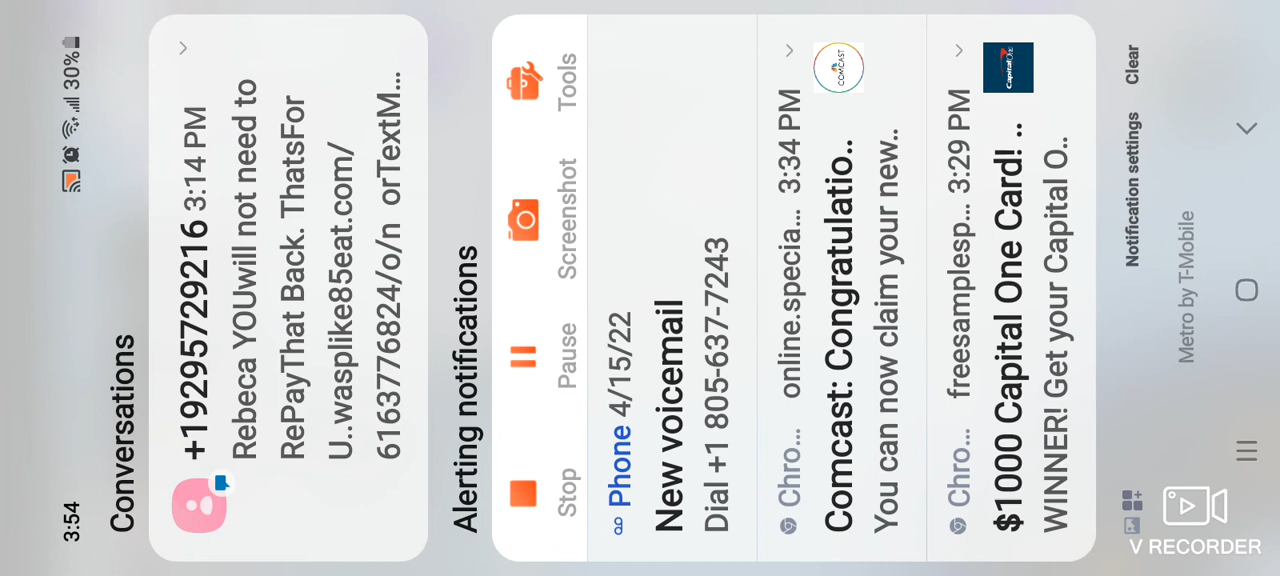 3:54
30%
Conversations
+19295729216 3:14 PM
Rebeca YOUwill not need to
RePayThat Back. ThatsFor
U..wasplike85eat.com/
61637776824/o/n orTextM...
Alerting notifications
Stop Pause Screenshot Tools
Phone 4/15/22
New voicemail
Dial +1 805-637-7243
Chro... online.specia... 3:34 PM
Comcast: Congratulatio..
You can now claim your new..
COMCAST
Chro... freesamplesp... 3:29 PM
$1000 Capital One Card! ..
WINNER! Get your Capital O..
Capital One
Notification settings Clear
Metro by T-Mobile
V RECORDER